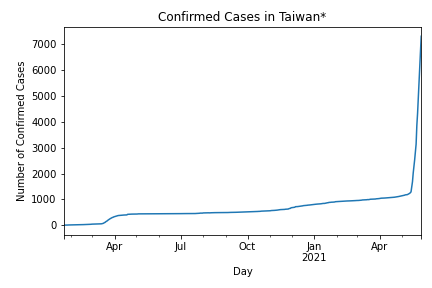 Confirmed Cases in Taiwan*
Number of Confirmed Cases
7000
6000
5000
4000
3000
2000
1000
0
Apr
Jul
Oct
Jan
2021
Apr
Day